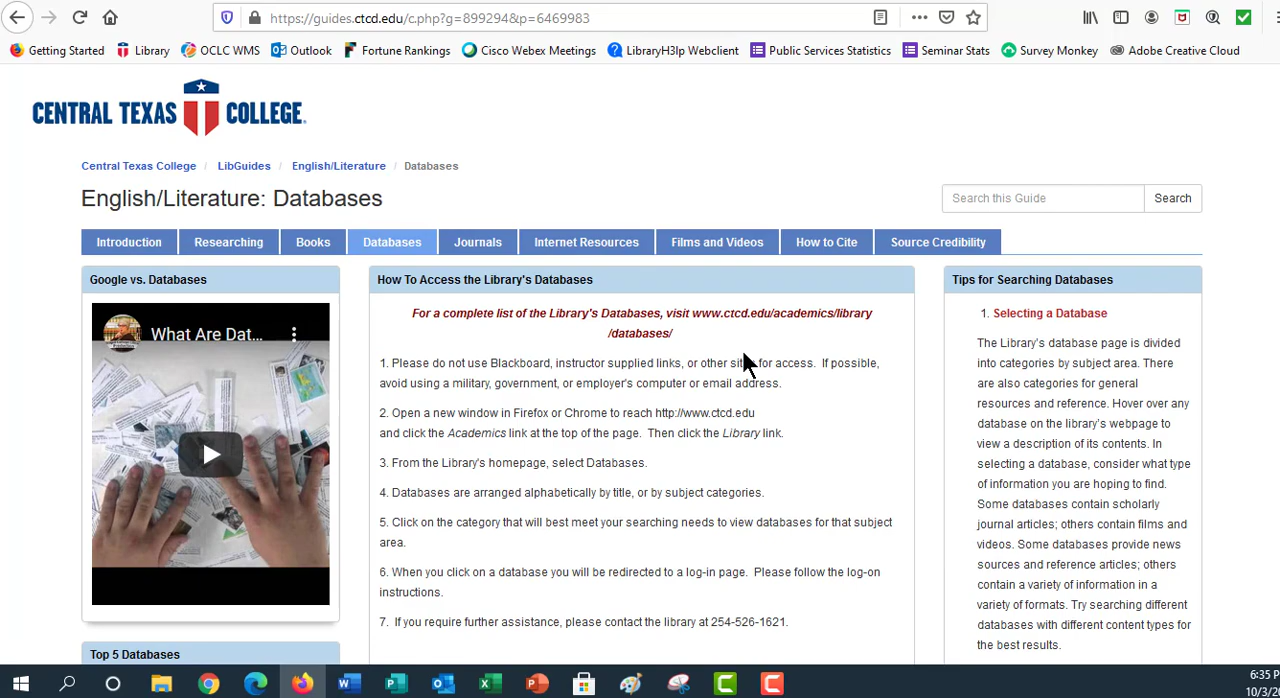 https://guides.ctcd.edu/c.php?g=899294&p=6469983
Getting Started
Library
OCLC WMS
Outlook
Fortune Rankings
Cisco Webex Meetings
LibraryH3lp Webclient
Public Services Statistics
Seminar Stats
Survey Monkey
Adobe Creative Cloud
CENTRAL TEXAS COLLEGE.
Central Texas College / LibGuides / English/Literature / Databases
English/Literature: Databases
Search this Guide
Search
Introduction
Researching
Books
Databases
Journals
Internet Resources
Films and Videos
How to Cite
Source Credibility
Google vs. Databases
What Are Dat...
Top 5 Databases
How To Access the Library's Databases
For a complete list of the Library's Databases, visit www.ctcd.edu/academics/library
/databases/
1. Please do not use Blackboard, instructor supplied links, or other sites for access. If possible,
avoid using a military, government, or employer's computer or email address.
2. Open a new window in Firefox or Chrome to reach http://www.ctcd.edu
and click the Academics link at the top of the page. Then click the Library link.
3. From the Library's homepage, select Databases.
4. Databases are arranged alphabetically by title, or by subject categories.
5. Click on the category that will best meet your searching needs to view databases for that subject
area.
6. When you click on a database you will be redirected to a log-in page. Please follow the log-on
instructions.
7. If you require further assistance, please contact the library at 254-526-1621.
Tips for Searching Databases
1. Selecting a Database
The Library's database page is divided
into categories by subject area. There
are also categories for general
resources and reference. Hover over any
database on the library's webpage to
view a description of its contents. In
selecting a database, consider what type
of information you are hoping to find.
Some databases contain scholarly
journal articles; others contain films and
videos. Some databases provide news
sources and reference articles; others
contain a variety of information in a
variety of formats. Try searching different
databases with different content types for
the best results.
6:35 P
10/3/20